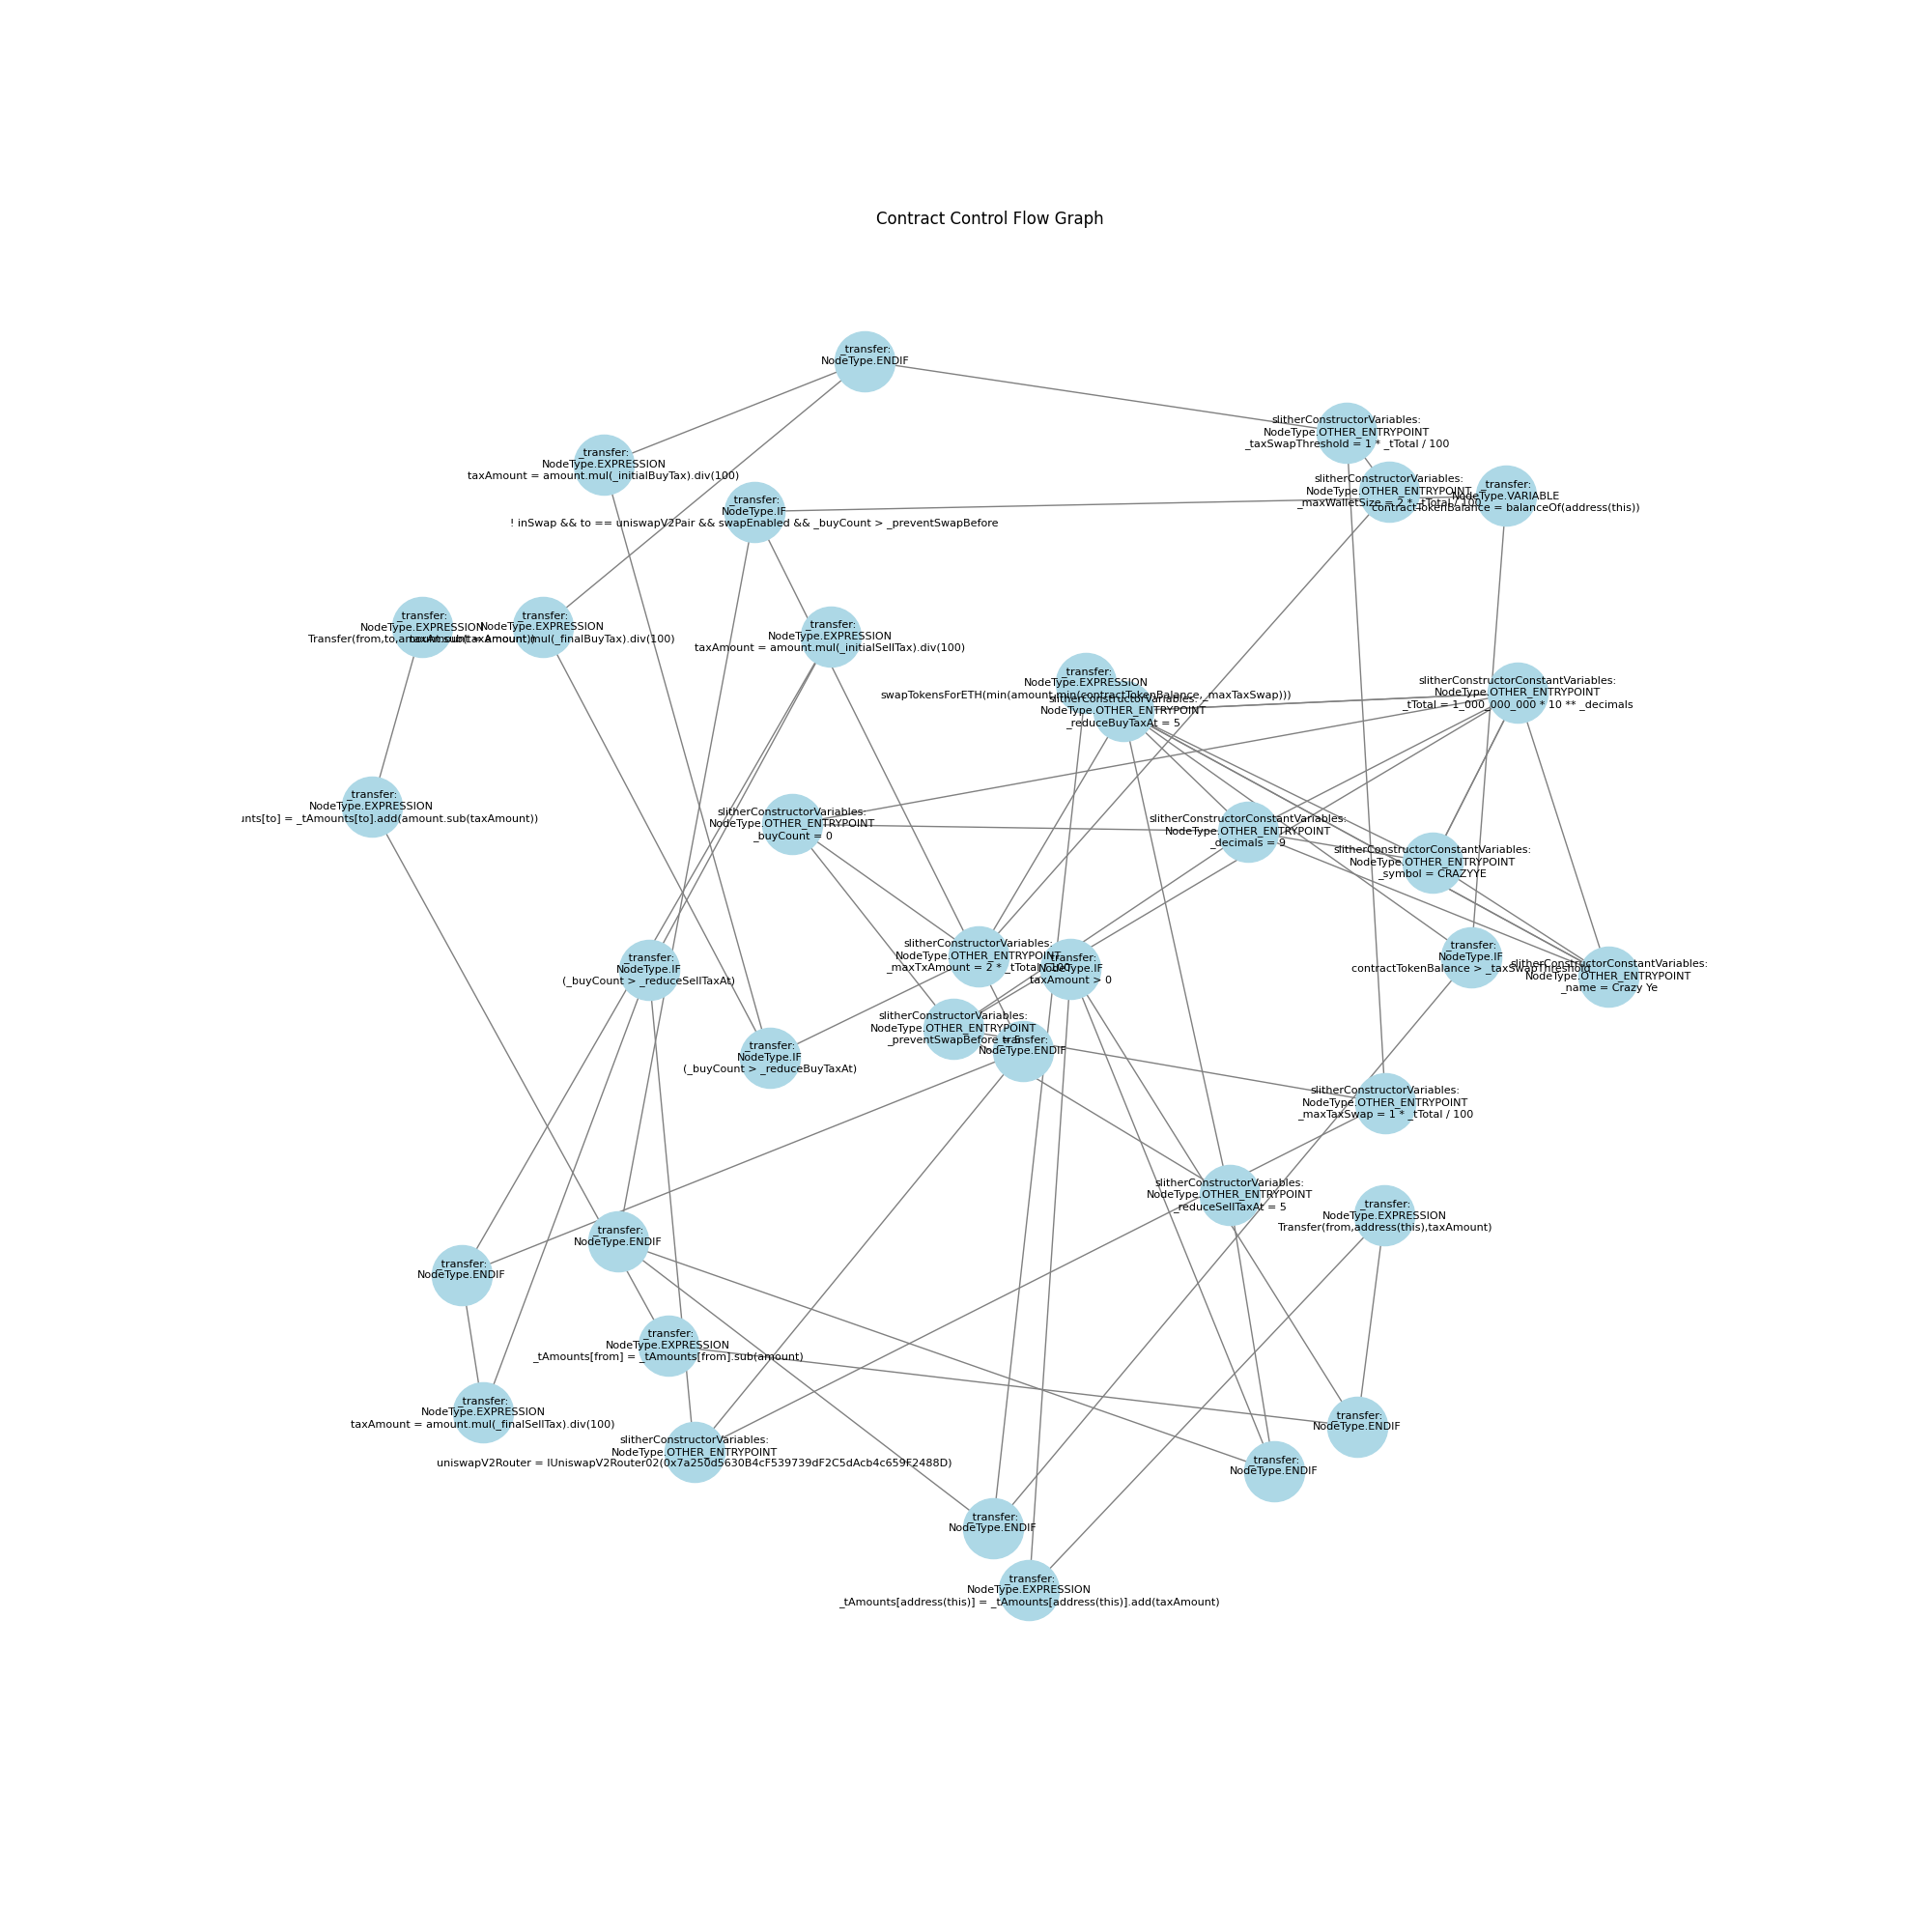 Contract Control Flow Graph
_transfer:
NodeType.ENDIF
slitherConstructorVariables:
NodeType.OTHER_ENTRYPOINT
_taxSwapThreshold = 1 * _tTotal / 100
_transfer:
NodeType.EXPRESSION
taxAmount = amount.mul(_initialBuyTax).div(100)
slitherConstructorVariables:
NodeType.OTHER_ENTRYPOINT
_maxWalletSize = 2 * _tTotal / 100
_transfer:
NodeType.VARIABLE
contractTokenBalance = balanceOf(address(this))
_transfer:
NodeType.IF
! inSwap && to == uniswapV2Pair && swapEnabled && _buyCount > _preventSwapBefore
_transfer:
NodeType.EXPRESSION
Transfer(from,to,amount.sub(taxAmount))
_transfer:
NodeType.EXPRESSION
taxAmount = amount.mul(_finalBuyTax).div(100)
_transfer:
NodeType.EXPRESSION
taxAmount = amount.mul(_initialSellTax).div(100)
_transfer:
NodeType.EXPRESSION
swapTokensForETH(min(amount,min(contractTokenBalance,_maxTaxSwap)))
slitherConstructorVariables:
NodeType.OTHER_ENTRYPOINT
_reduceBuyTaxAt = 5
slitherConstructorConstantVariables:
NodeType.OTHER_ENTRYPOINT
_tTotal = 1_000_000_000 * 10 ** _decimals
_transfer:
NodeType.EXPRESSION
unts[to] = _tAmounts[to].add(amount.sub(taxAmount))
slitherConstructorVariables:
NodeType.OTHER_ENTRYPOINT
_buyCount = 0
slitherConstructorConstantVariables:
NodeType.OTHER_ENTRYPOINT
_decimals = 9
slitherConstructorConstantVariables:
NodeType.OTHER_ENTRYPOINT
_symbol = CRAZYYE
slitherConstructorVariables:
NodeType.OTHER_ENTRYPOINT
_maxTxAmount = 2 * _tTotal / 100
_transfer:
NodeType.IF
taxAmount > 0
_transfer:
NodeType.IF
contractTokenBalance > _taxSwapThreshold
slitherConstructorConstantVariables:
NodeType.OTHER_ENTRYPOINT
_name = Crazy Ye
_transfer:
NodeType.IF
(_buyCount > _reduceSellTaxAt)
slitherConstructorVariables:
NodeType.OTHER_ENTRYPOINT
_preventSwapBefore = 5
_transfer:
NodeType.ENDIF
_transfer:
NodeType.IF
(_buyCount > _reduceBuyTaxAt)
slitherConstructorVariables:
NodeType.OTHER_ENTRYPOINT
_maxTaxSwap = 1 * _tTotal / 100
slitherConstructorVariables:
NodeType.OTHER_ENTRYPOINT
_reduceSellTaxAt = 5
_transfer:
NodeType.EXPRESSION
Transfer(from,address(this),taxAmount)
_transfer:
NodeType.ENDIF
_transfer:
NodeType.ENDIF
_transfer:
NodeType.EXPRESSION
_tAmounts[from] = _tAmounts[from].sub(amount)
_transfer:
NodeType.EXPRESSION
taxAmount = amount.mul(_finalSellTax).div(100)
_transfer:
NodeType.ENDIF
slitherConstructorVariables:
NodeType.OTHER_ENTRYPOINT
uniswapV2Router = IUniswapV2Router02(0x7a250d5630B4cF539739dF2C5dAcb4c659F2488D)
_transfer:
NodeType.ENDIF
_transfer:
NodeType.ENDIF
_transfer:
NodeType.EXPRESSION
_tAmounts[address(this)] = _tAmounts[address(this)].add(taxAmount)